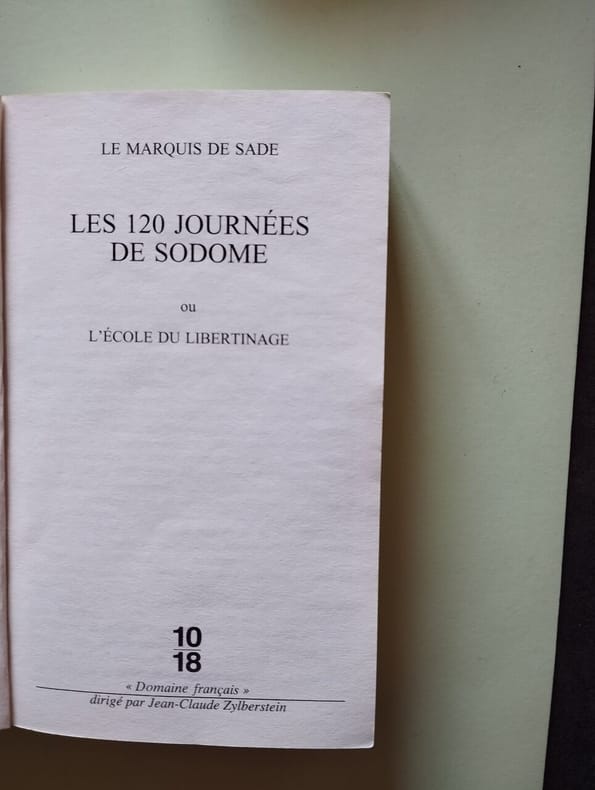 LE MARQUIS DE SADE
LES 120 JOURNÉES
DE SODOME
ou
L'ÉCOLE DU LIBERTINAGE
10
18
« Domaine français »
dirigé par Jean-Claude Zylberstein